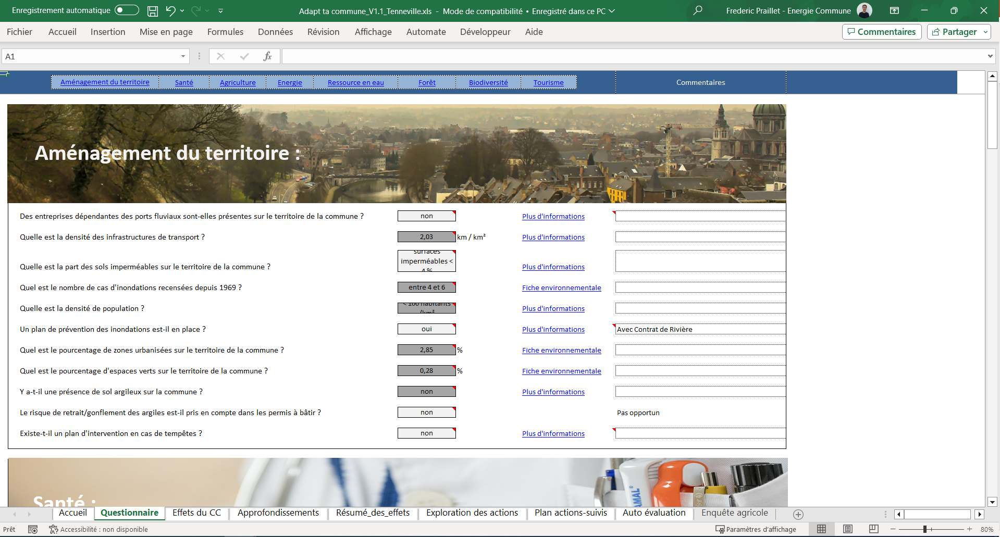 Enregistrement automatique
Adapt ta commune_V1.1_Tenneville.xls - Mode de compatibilité • Enregistré dans ce PC
Frederic Praillet - Energie Commune
Fichier Accueil Insertion Mise en page Formules Données Révision Affichage Automate Développeur Aide
Commentaires Partager
A1
fx
Aménagement du territoire Santé Agriculture Energie Ressource en eau Forêt Biodiversité Tourisme Commentaires
Aménagement du territoire :
Des entreprises dépendantes des ports fluviaux sont-elles présentes sur le territoire de la commune ? non Plus d'informations
Quelle est la densité des infrastructures de transport ? 2,03 km / km² Plus d'informations
surfaces
imperméables <
4 %
Quelle est la part des sols imperméables sur le territoire de la commune ? Plus d'informations
Quel est le nombre de cas d'inondations recensées depuis 1969 ? entre 4 et 6 Fiche environnementale
< 100 habitants
/km²
Quelle est la densité de population ? Plus d'informations
Un plan de prévention des inondations est-il en place ? oui Plus d'informations Avec Contrat de Rivière
Quel est le pourcentage de zones urbanisées sur le territoire de la commune ? 2,85 % Fiche environnementale
Quel est le pourcentage d'espaces verts sur le territoire de la commune ? 0,28 % Fiche environnementale
Y a-t-il une présence de sol argileux sur la commune ? non Plus d'informations
Le risque de retrait/gonflement des argiles est-il pris en compte dans les permis à bâtir ? non Pas opportun
Existe-t-il un plan d'intervention en cas de tempêtes ? non Plus d'informations
Santé :
AMAL®
Accueil Questionnaire Effets du CC Approfondissements Résumé_des_effets Exploration des actions Plan actions-suivis Auto évaluation Enquête agricole
Prêt Accessibilité : non disponible Paramètres d'affichage 80%